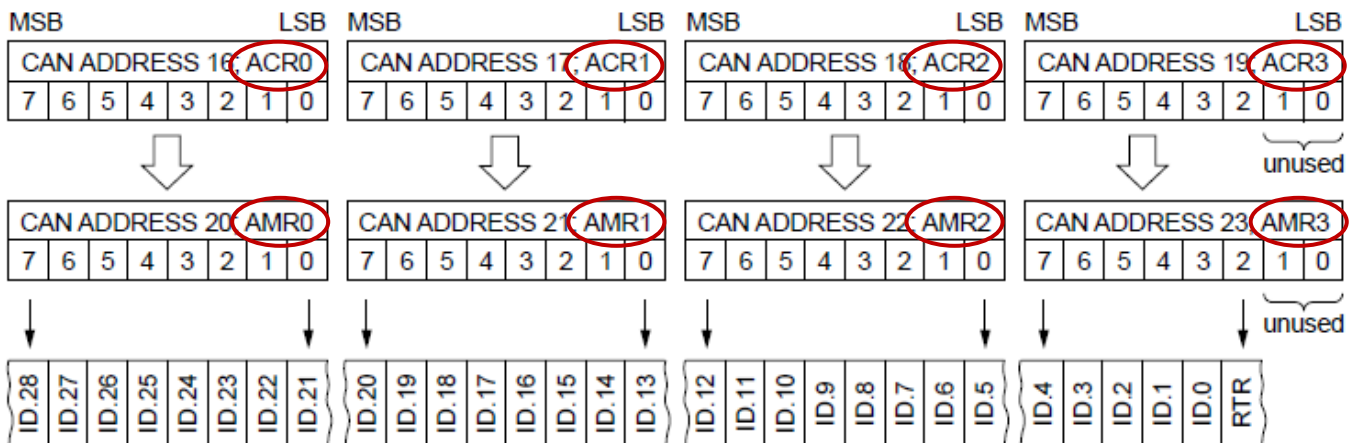 MSB LSB MSB LSB MSB LSB MSB LSB
CAN ADDRESS 16; ACR0 CAN ADDRESS 17; ACR1 CAN ADDRESS 18; ACR2 CAN ADDRESS 19; ACR3
7 6 5 4 3 2 1 0 7 6 5 4 3 2 1 0 7 6 5 4 3 2 1 0 7 6 5 4 3 2 1 0
unused
CAN ADDRESS 20; AMR0 CAN ADDRESS 21; AMR1 CAN ADDRESS 22; AMR2 CAN ADDRESS 23; AMR3
7 6 5 4 3 2 1 0 7 6 5 4 3 2 1 0 7 6 5 4 3 2 1 0 7 6 5 4 3 2 1 0
unused
ID.28 ID.27 ID.26 ID.25 ID.24 ID.23 ID.22 ID.21 ID.20 ID.19 ID.18 ID.17 ID.16 ID.15 ID.14 ID.13 ID.12 ID.11 ID.10 ID.9 ID.8 ID.7 ID.6 ID.5 ID.4 ID.3 ID.2 ID.1 ID.0 RTR